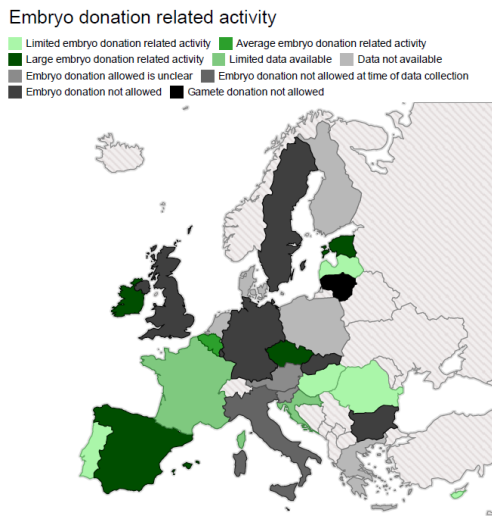 Embryo donation related activity
Limited embryo donation related activity Average embryo donation related activity
Large embryo donation related activity Limited data available Data not available
Embryo donation allowed is unclear Embryo donation not allowed at time of data collection
Embryo donation not allowed Gamete donation not allowed